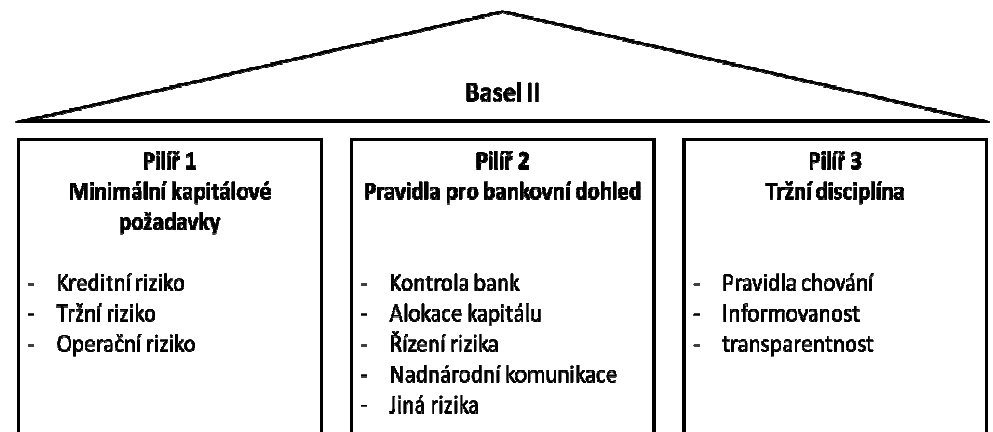 Basel II
Pilíř 1
Minimální kapitálové
požadavky
- Kreditní riziko
- Tržní riziko
- Operační riziko
Pilíř 2
Pravidla pro bankovní dohled
- Kontrola bank
- Alokace kapitálu
- Řízení rizika
- Nadnárodní komunikace
- Jiná rizika
Pilíř 3
Tržní disciplína
- Pravidla chování
- Informovanost
- transparentnost